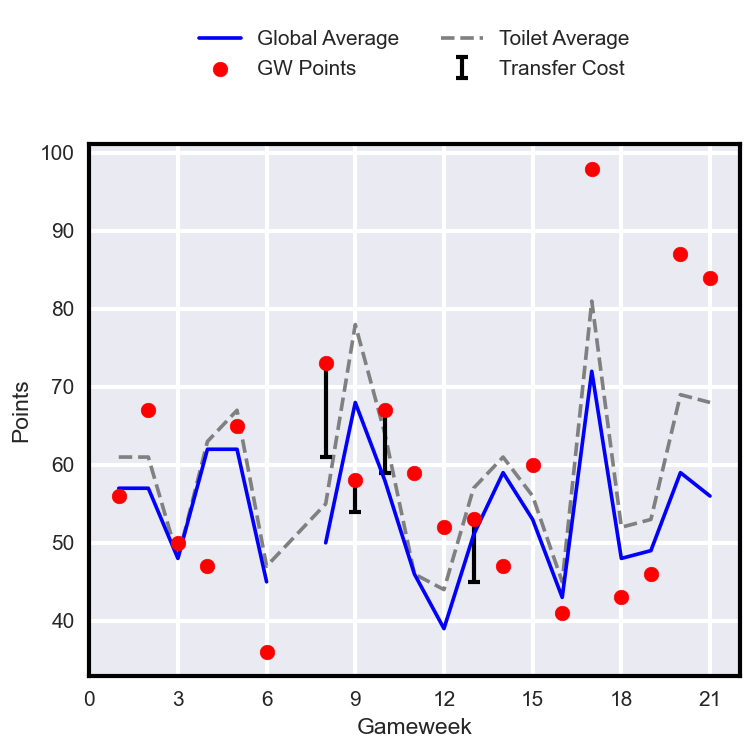 Global Average
Toilet Average
GW Points
Transfer Cost
100
90
80
70
60
50
40
Points
0 3 6 9 12 15 18 21
Gameweek